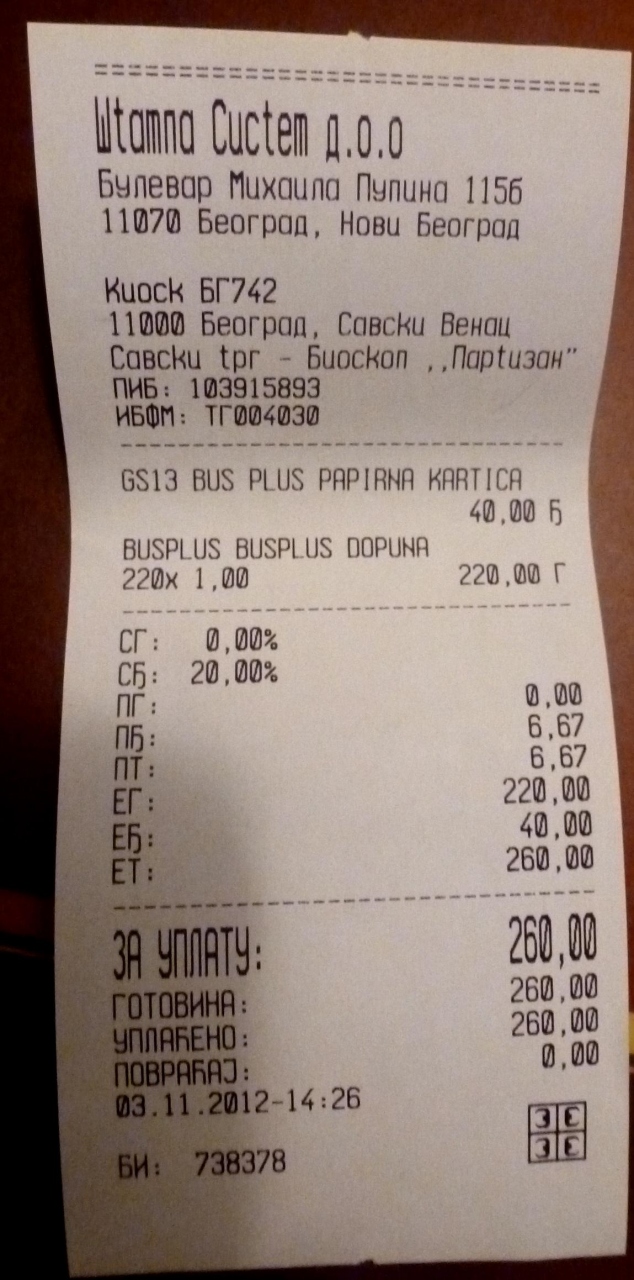 ================================
Штампа Систем д.о.о
Булевар Михаила Пупина 115б
11070 Београд, Нови Београд
Киоск БГ742
11000 Београд, Савски Венац
Савски трг - Биоскоп ,,Партизан"
ПИБ: 103915893
ИБФМ: ТГ004030
--------------------------------
GS13 BUS PLUS PAPIRNA KARTICA
40,00 Ђ
BUSPLUS BUSPLUS DOPUNA
220x 1,00 220,00 Г
--------------------------------
СГ: 0,00%
СЂ: 20,00%
ПГ: 0,00
ПЂ: 6,67
ПТ: 6,67
ЕГ: 220,00
ЕЂ: 40,00
ЕТ: 260,00
--------------------------------
ЗА УПЛАТУ: 260,00
ГОТОВИНА: 260,00
УПЛАЋЕНО: 260,00
ПОВРАЋАЈ: 0,00
03.11.2012-14:26
БИ: 738378